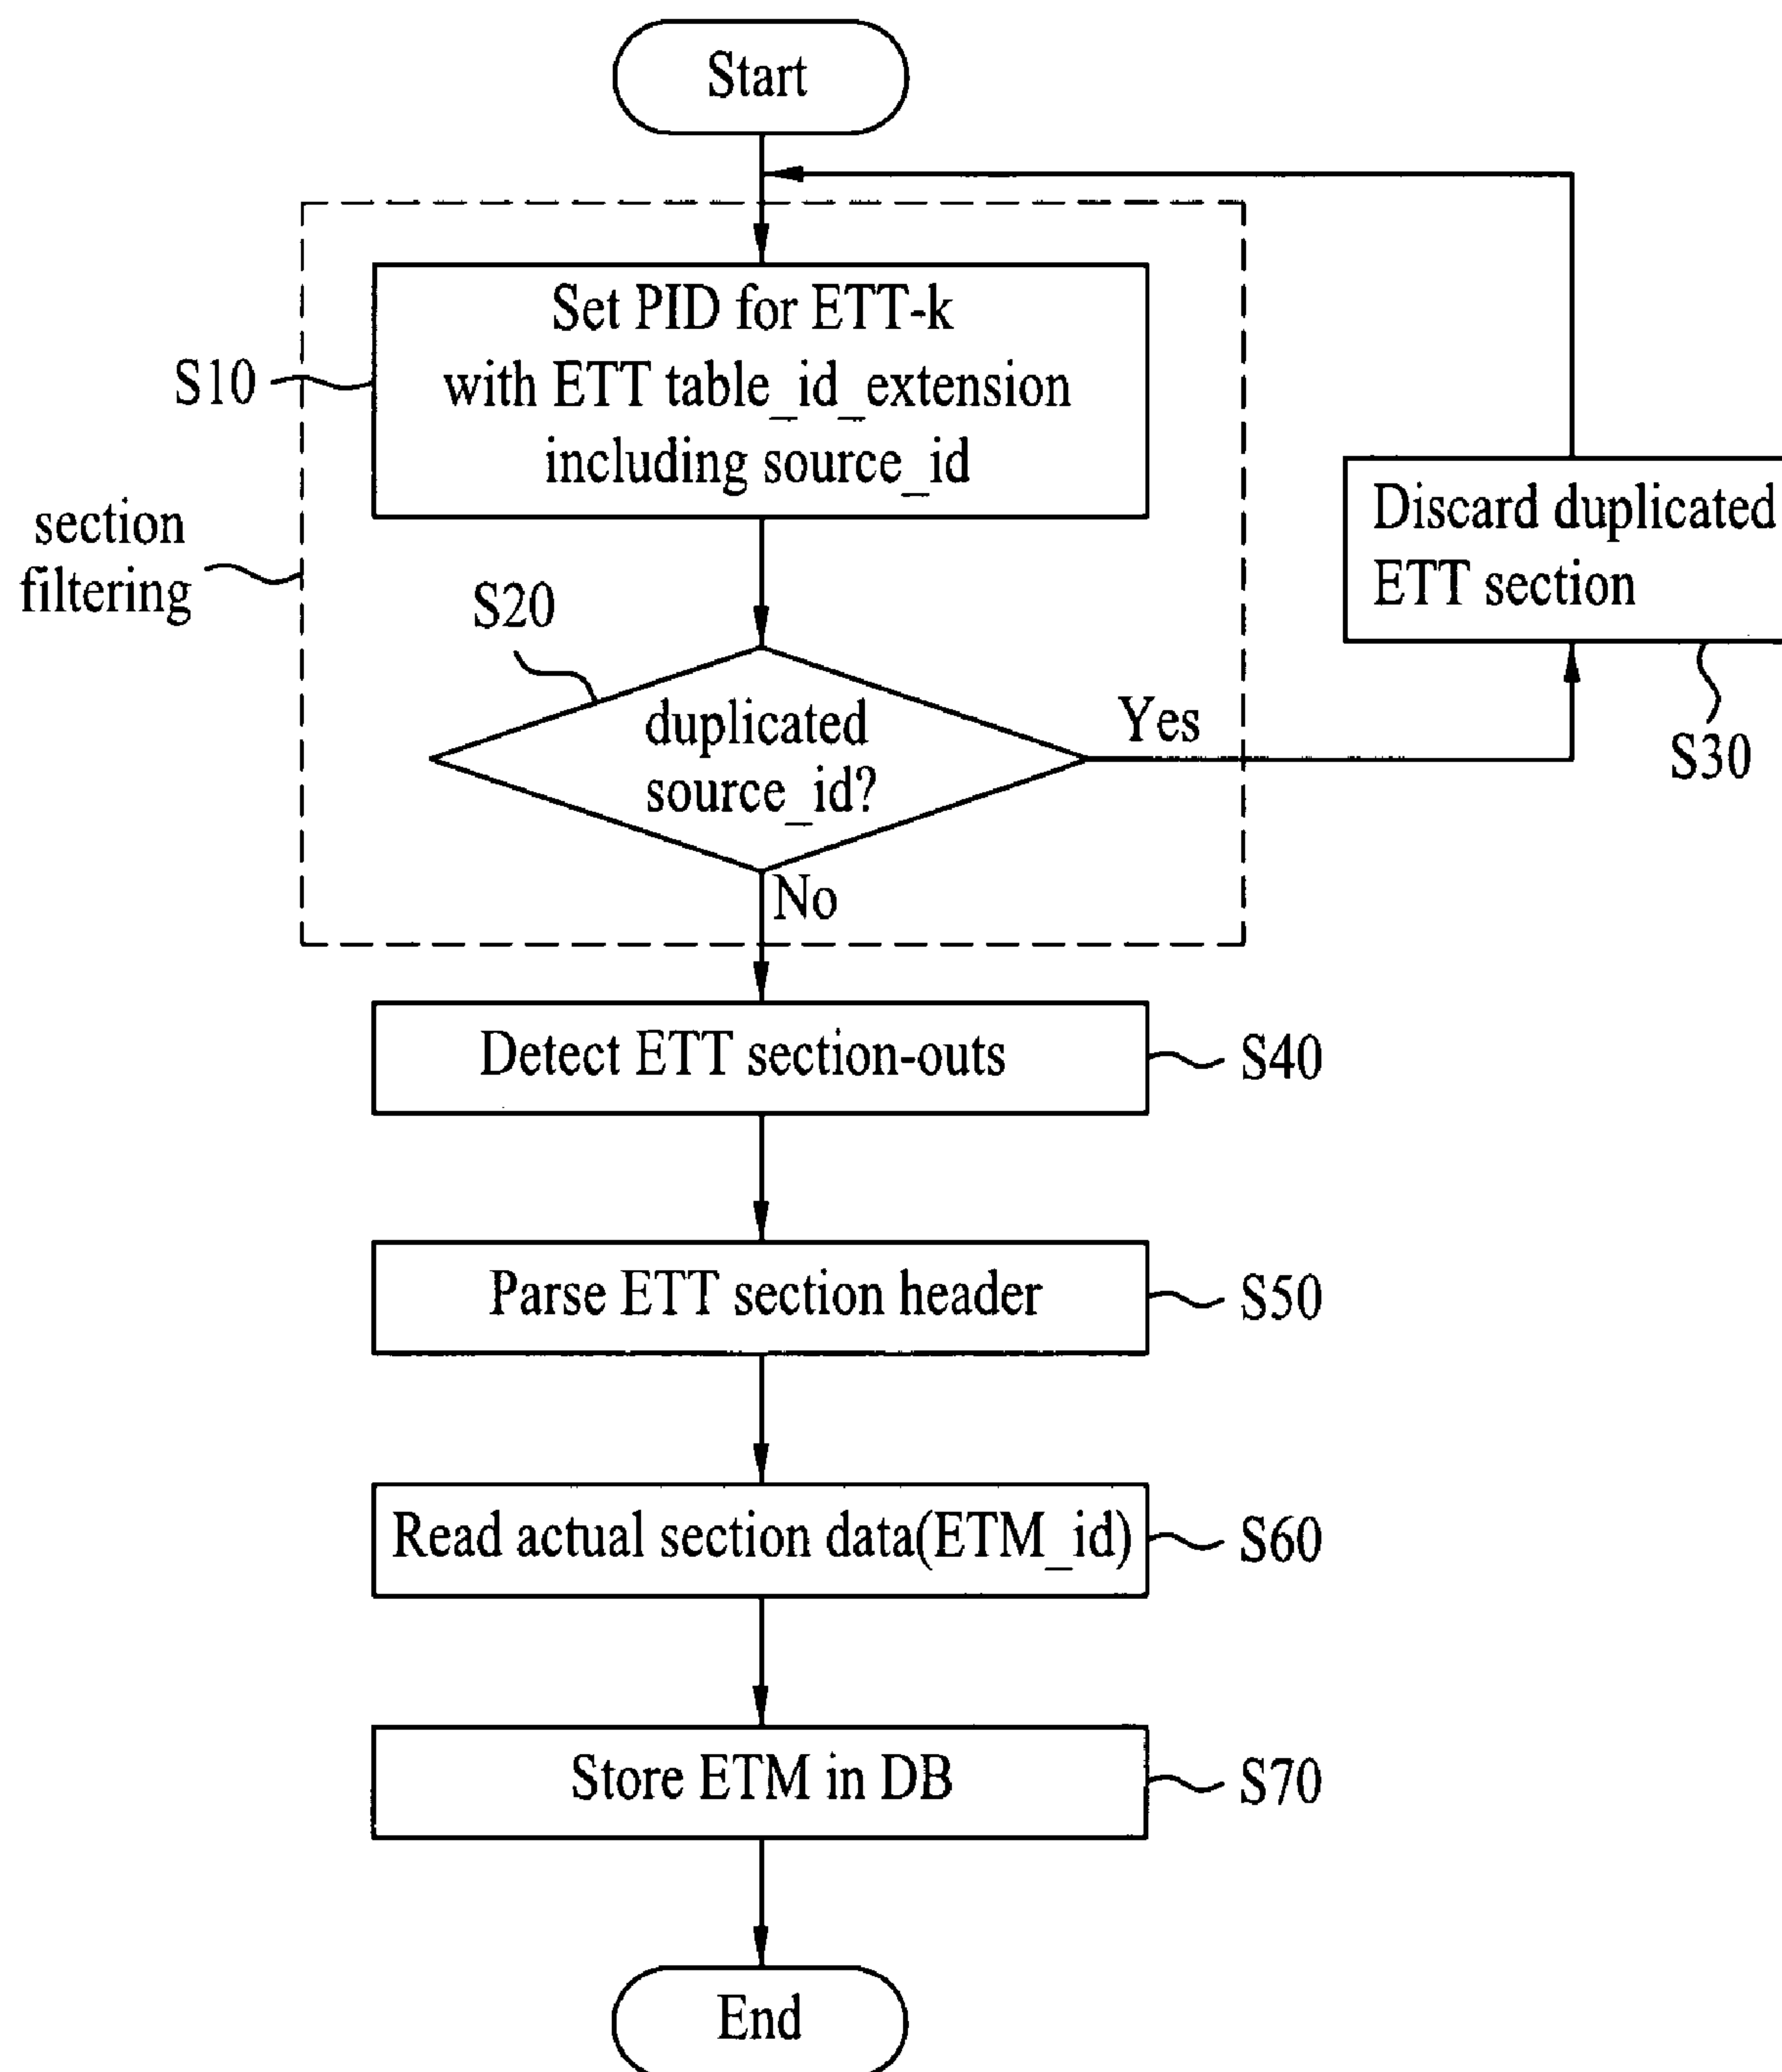 Start
Set PID for ETT-k
with ETT table_id_extension
including source_id
S10
section
filtering
Discard duplicated
ETT section
S30
S20
duplicated
source_id?
Yes
No
Detect ETT section-outs
S40
Parse ETT section header
S50
Read actual section data(ETM_id)
S60
Store ETM in DB
S70
End